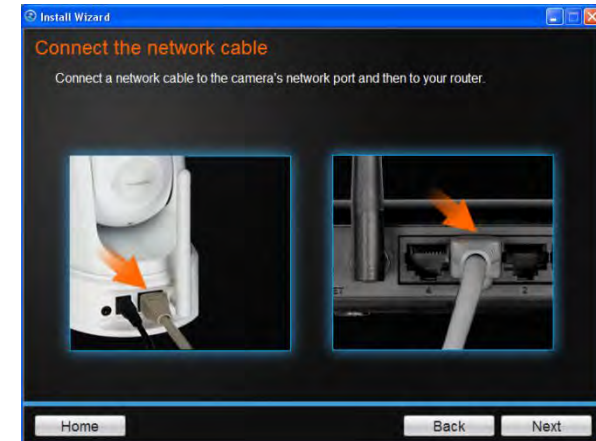 Install Wizard
Connect the network cable
Connect a network cable to the camera's network port and then to your router.
4
2
Home
Back
Next